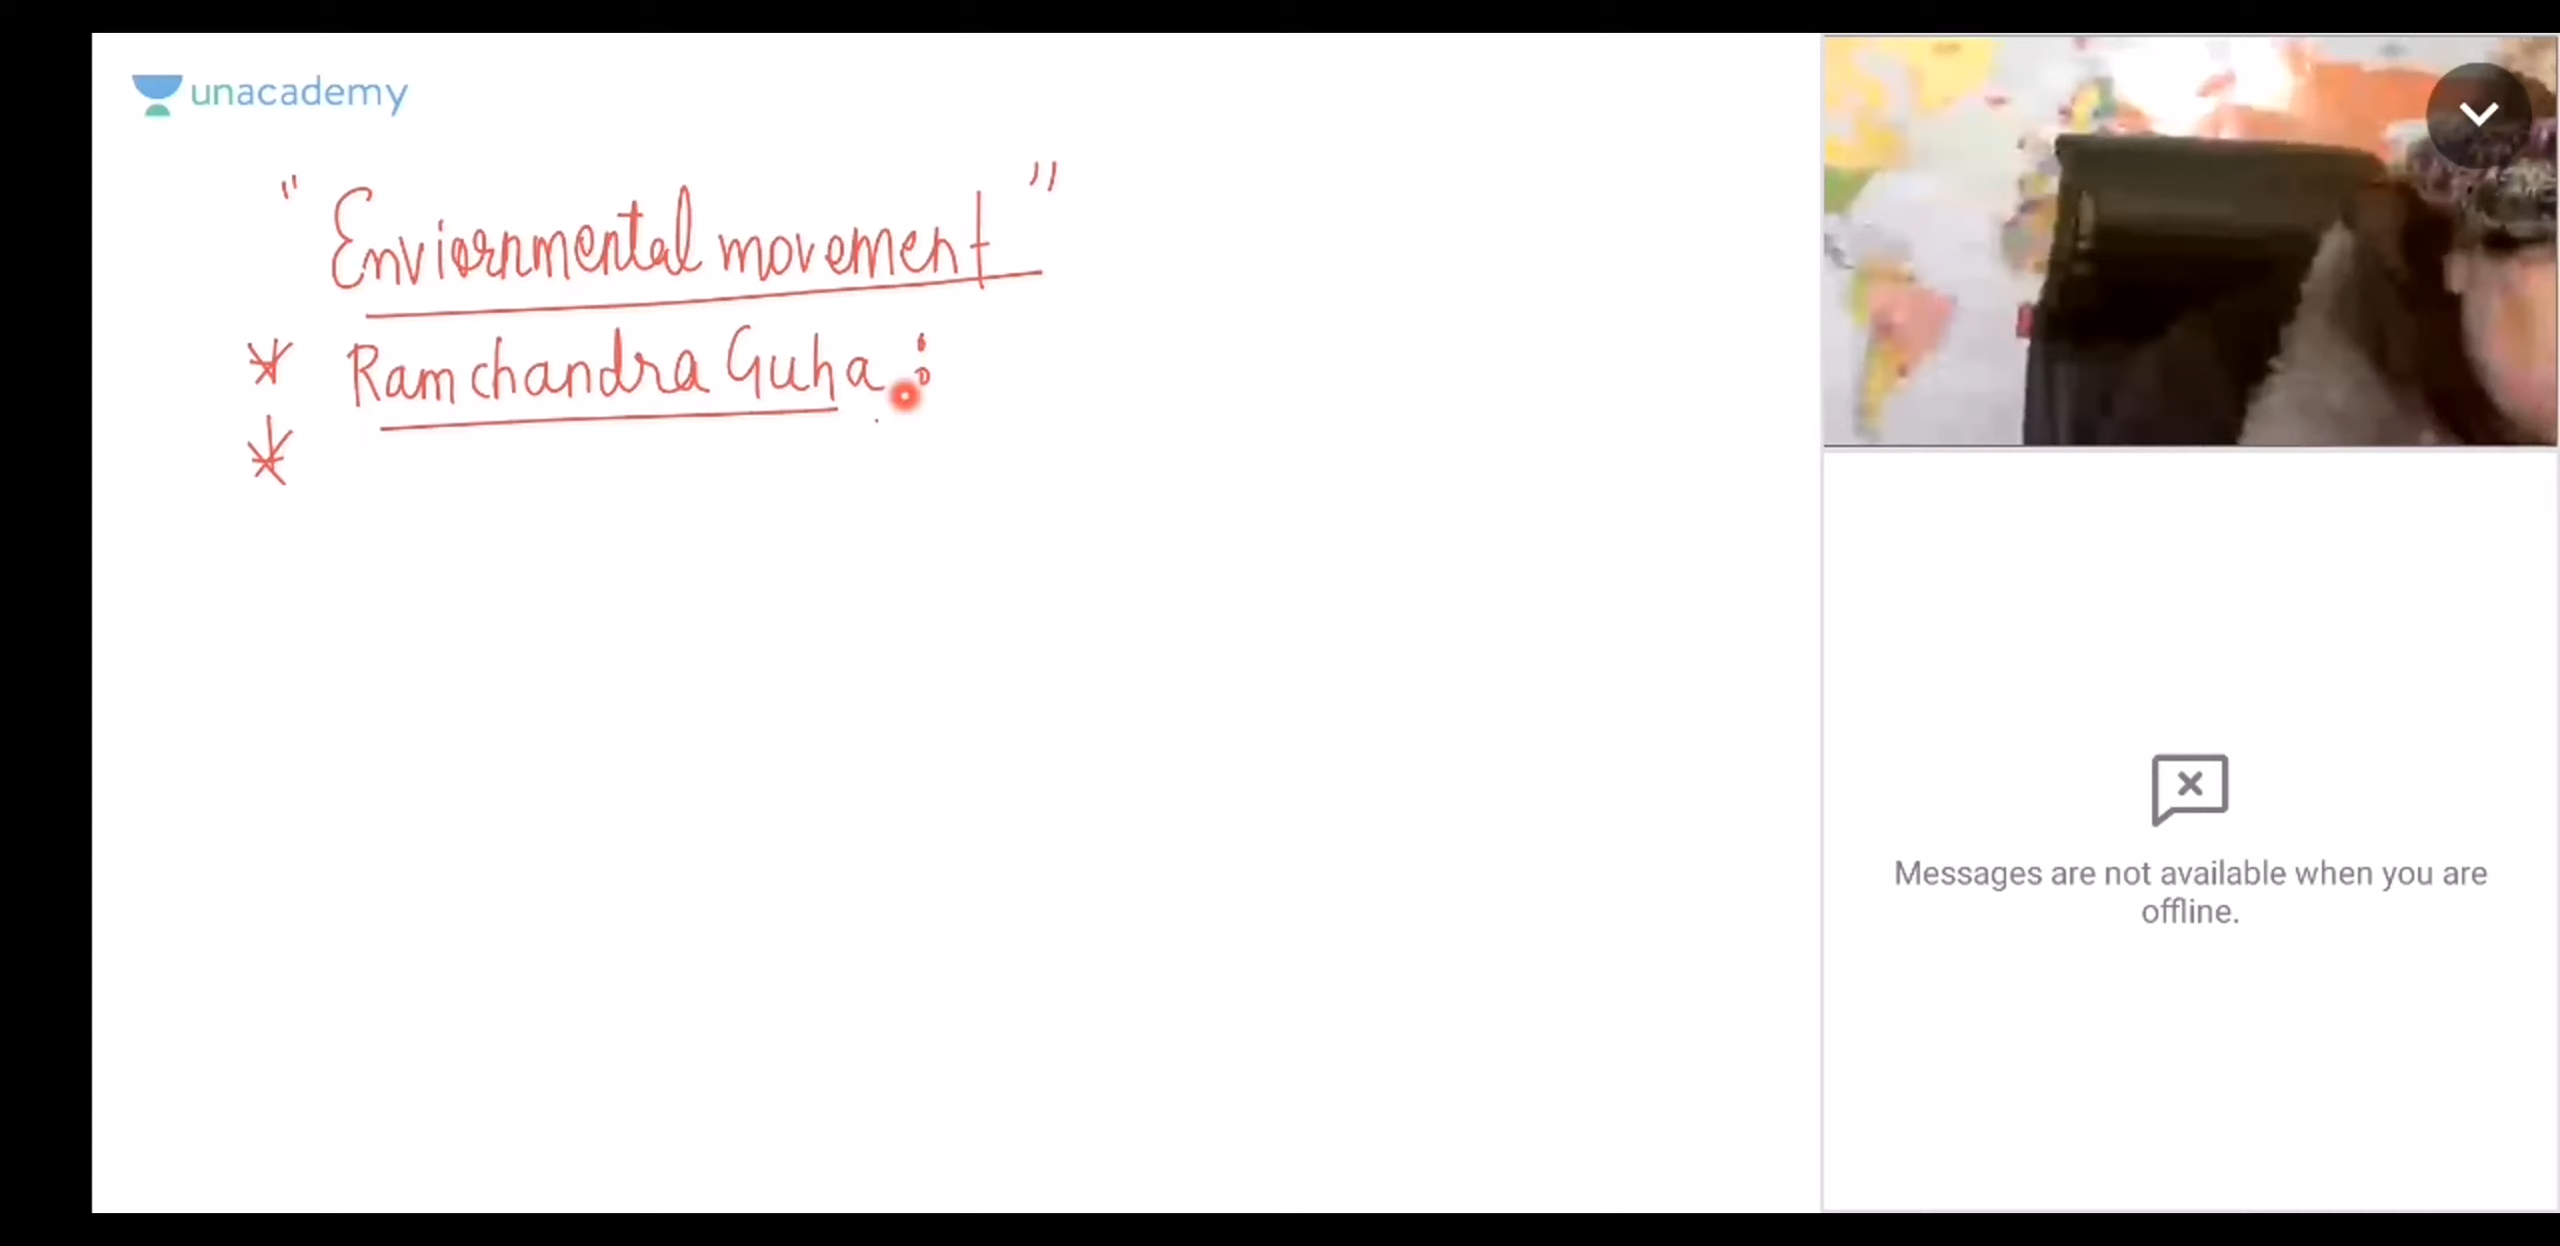 unacademy
" Enviornmental movement "
* Ramchandra Guha :
*
Messages are not available when you are
offline.